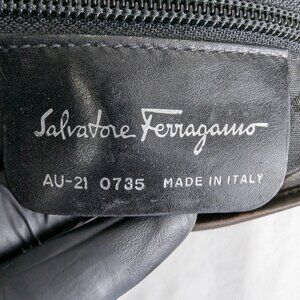 Salvatore Ferragamo
AU-21 0735 MADE IN ITALY